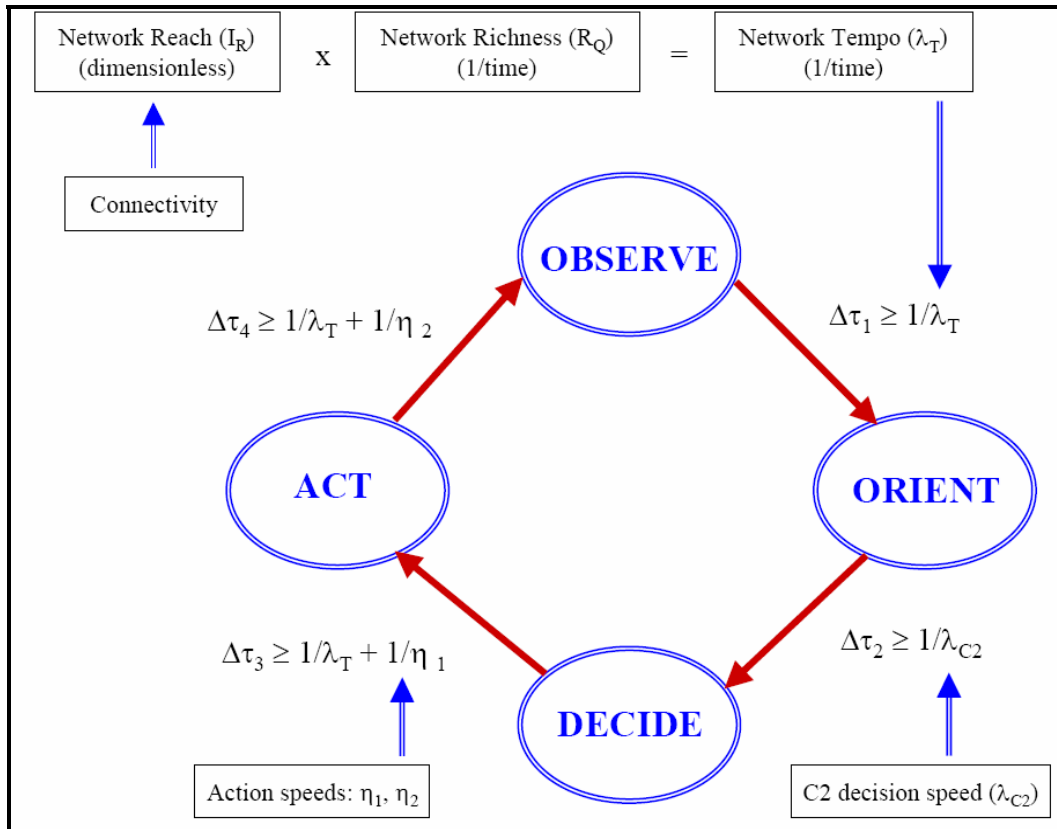 Network Reach (I_R)
(dimensionless)
x
Network Richness (R_Q)
(1/time)
=
Network Tempo (λ_T)
(1/time)
Connectivity
OBSERVE
Δτ₄ ≥ 1/λ_T + 1/η₂
Δτ₁ ≥ 1/λ_T
ACT
ORIENT
Δτ₃ ≥ 1/λ_T + 1/η₁
Δτ₂ ≥ 1/λ_C2
DECIDE
Action speeds: η₁, η₂
C2 decision speed (λ_C2)